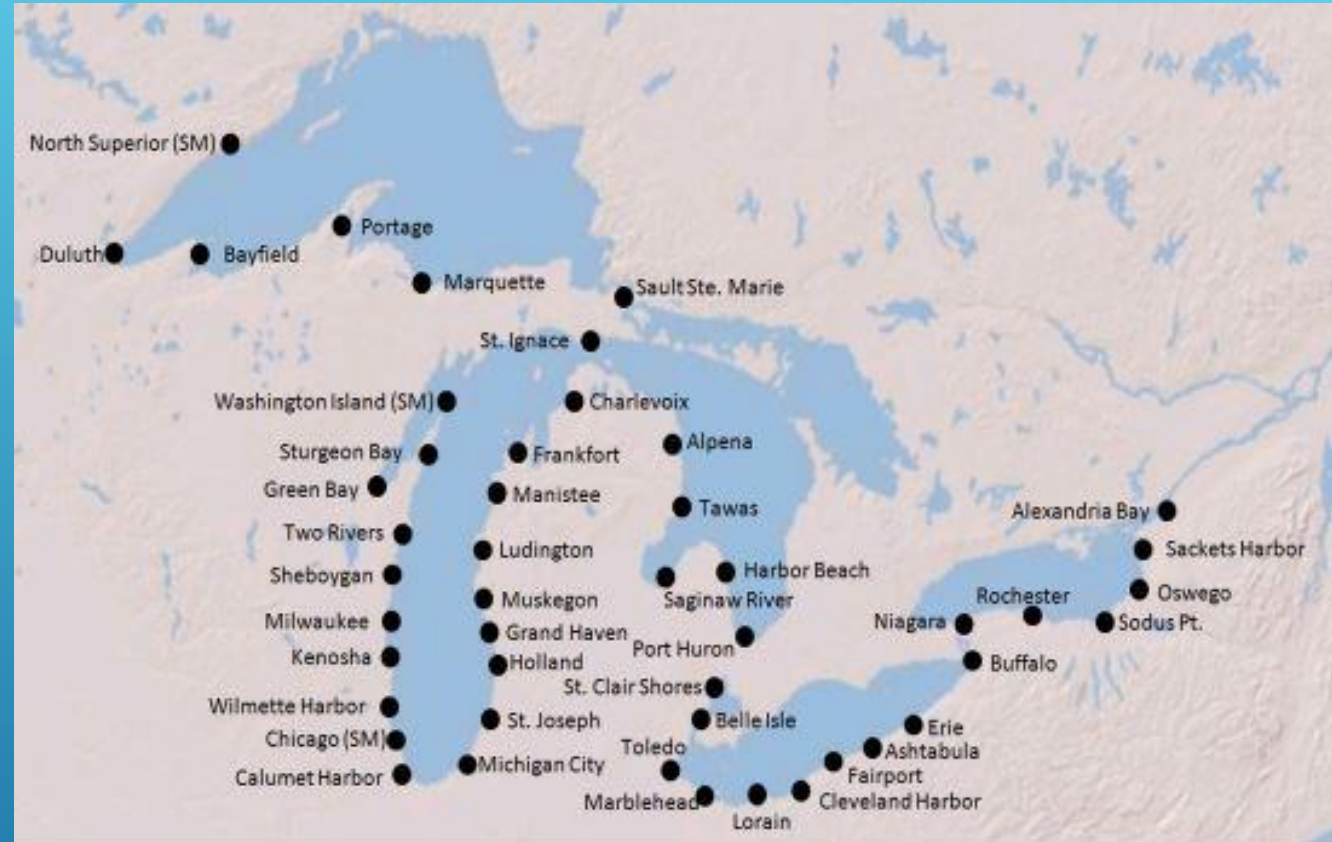 North Superior (SM)
Portage
Duluth
Bayfield
Marquette
Sault Ste. Marie
St. Ignace
Washington Island (SM)
Charlevoix
Alpena
Sturgeon Bay
Frankfort
Green Bay
Manistee
Tawas
Alexandria Bay
Two Rivers
Ludington
Sackets Harbor
Sheboygan
Harbor Beach
Oswego
Muskegon
Saginaw River
Rochester
Milwaukee
Niagara
Sodus Pt.
Grand Haven
Port Huron
Kenosha
Holland
Buffalo
St. Clair Shores
Wilmette Harbor
St. Joseph
Belle Isle
Erie
Chicago (SM)
Toledo
Ashtabula
Michigan City
Calumet Harbor
Fairport
Marblehead
Cleveland Harbor
Lorain